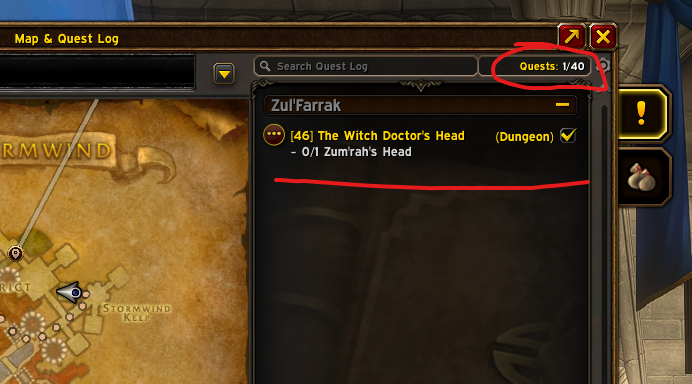 Map & Quest Log
Search Quest Log
Quests: 1/40
Zul'Farrak
[46] The Witch Doctor's Head (Dungeon)
- 0/1 Zum'rah's Head
RMWIND
RICT
STORMWIND
KEEP